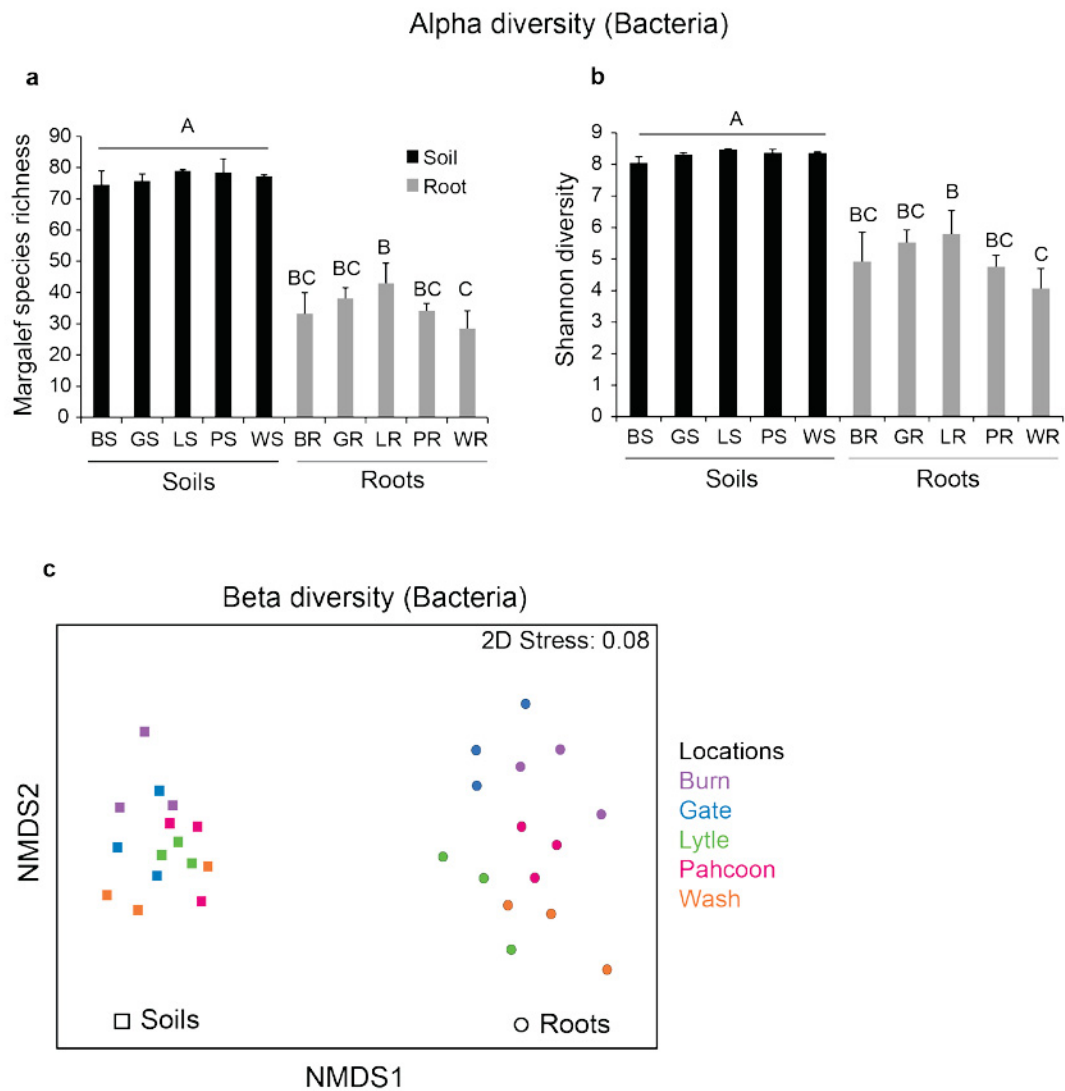 Alpha diversity (Bacteria)
a
Margalef species richness
90
80
70
60
50
40
30
20
10
0
A
Soil
Root
BC
BC
B
BC
C
BS GS LS PS WS BR GR LR PR WR
Soils Roots
b
Shannon diversity
9
8
7
6
5
4
3
2
1
0
A
BC
BC
B
BC
C
BS GS LS PS WS BR GR LR PR WR
Soils Roots
c
Beta diversity (Bacteria)
2D Stress: 0.08
NMDS2
Soils Roots
NMDS1
Locations
Burn
Gate
Lytle
Pahcoon
Wash